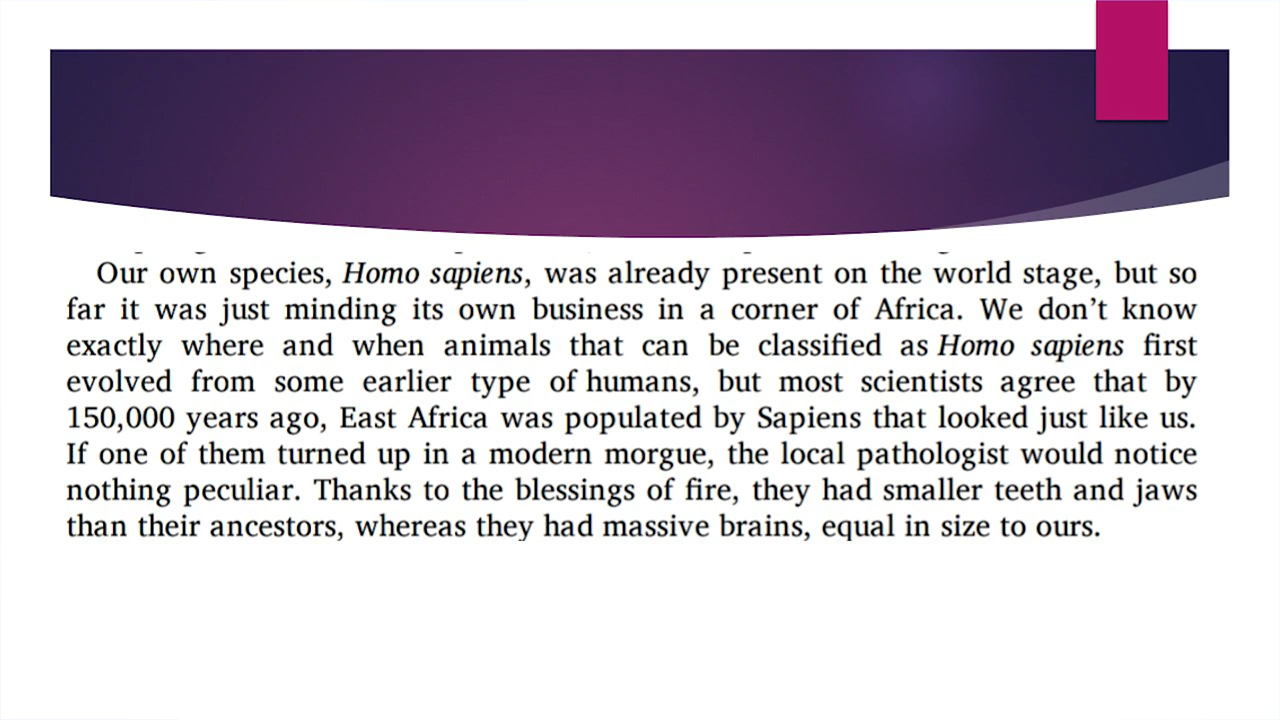 Our own species, Homo sapiens, was already present on the world stage, but so
far it was just minding its own business in a corner of Africa. We don’t know
exactly where and when animals that can be classified as Homo sapiens first
evolved from some earlier type of humans, but most scientists agree that by
150,000 years ago, East Africa was populated by Sapiens that looked just like us.
If one of them turned up in a modern morgue, the local pathologist would notice
nothing peculiar. Thanks to the blessings of fire, they had smaller teeth and jaws
than their ancestors, whereas they had massive brains, equal in size to ours.